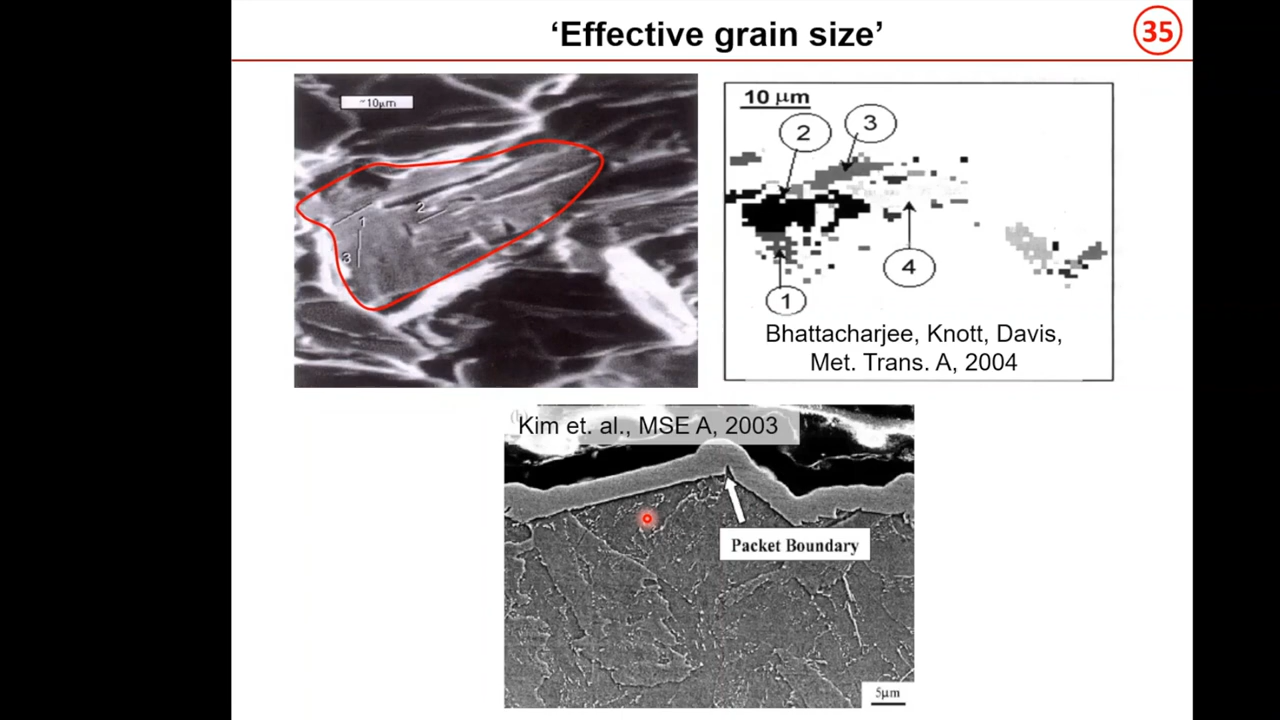 ‘Effective grain size’
35
~10μm
1
2
3
10 μm
2
3
4
1
Bhattacharjee, Knott, Davis,
Met. Trans. A, 2004
Kim et. al., MSE A, 2003
Packet Boundary
5μm